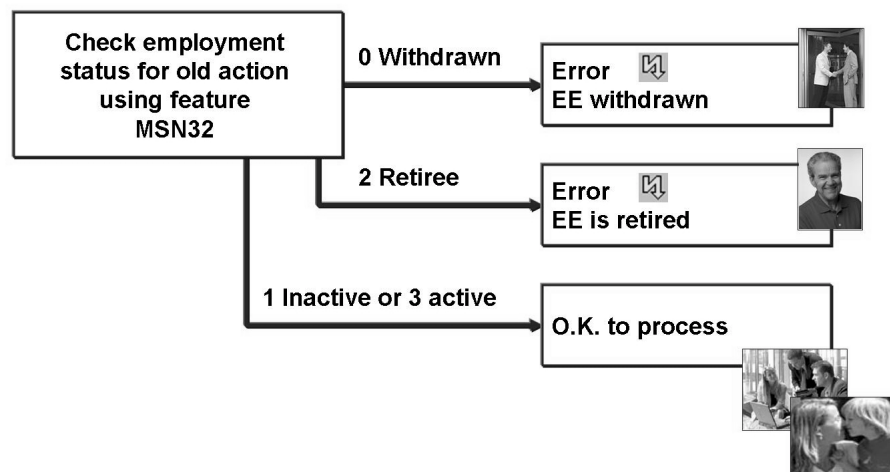 Check employment
status for old action
using feature
MSN32
0 Withdrawn
Error
EE withdrawn
2 Retiree
Error
EE is retired
1 Inactive or 3 active
O.K. to process